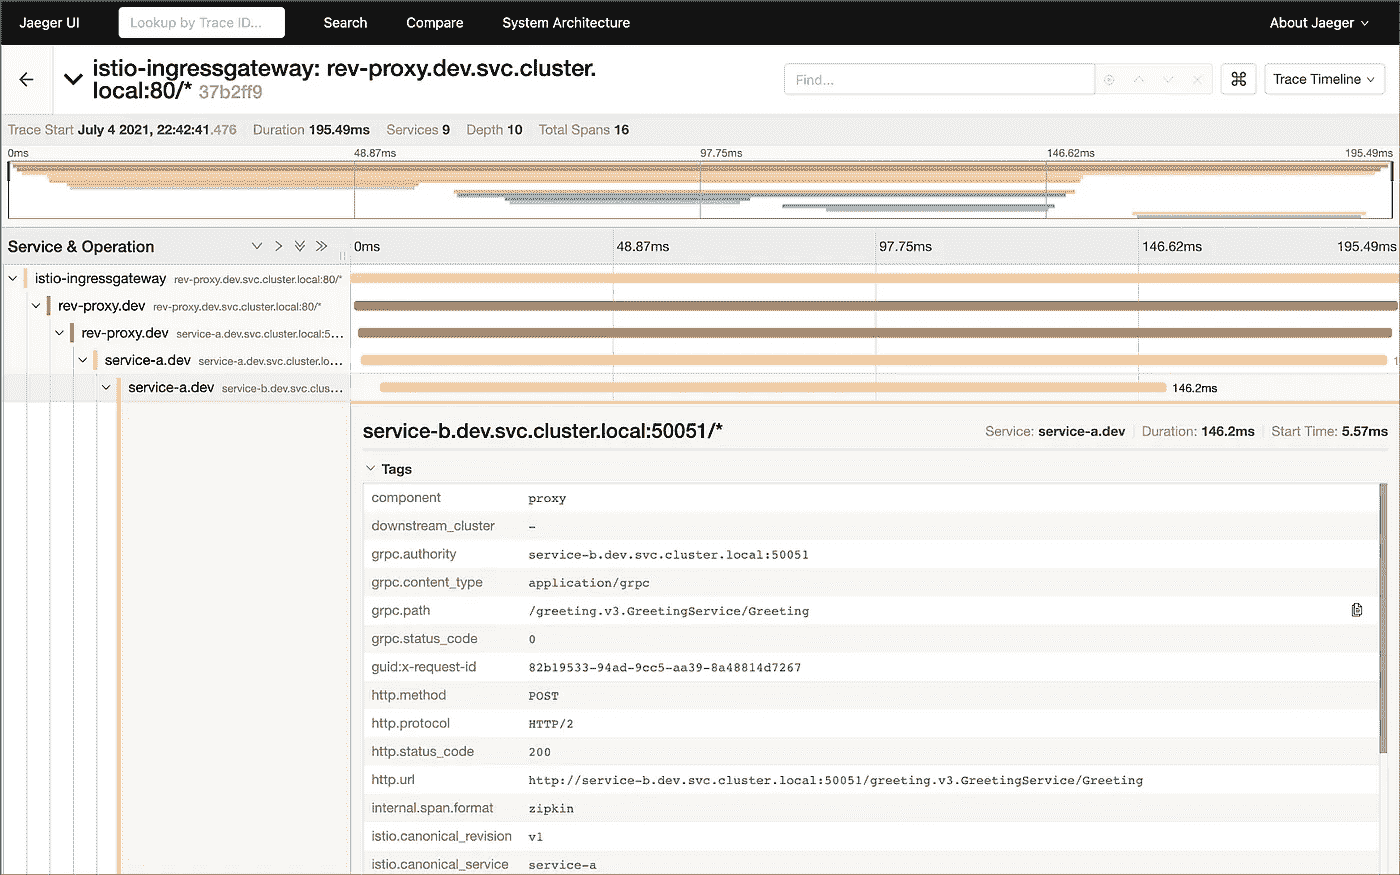 Jaeger UI Lookup by Trace ID... Search Compare System Architecture About Jaeger
istio-ingressgateway: rev-proxy.dev.svc.cluster.
local:80/* 37b2ff9
Find... ⌘ Trace Timeline
Trace Start July 4 2021, 22:42:41.476 Duration 195.49ms Services 9 Depth 10 Total Spans 16
0ms 48.87ms 97.75ms 146.62ms 195.49ms
Service & Operation 0ms 48.87ms 97.75ms 146.62ms 195.49ms
istio-ingressgateway rev-proxy.dev.svc.cluster.local:80/*
rev-proxy.dev rev-proxy.dev.svc.cluster.local:80/*
rev-proxy.dev service-a.dev.svc.cluster.local:5...
service-a.dev service-a.dev.svc.cluster.lo... 1
service-a.dev service-b.dev.svc.clus... 146.2ms
service-b.dev.svc.cluster.local:50051/* Service: service-a.dev Duration: 146.2ms Start Time: 5.57ms
Tags
component proxy
downstream_cluster -
grpc.authority service-b.dev.svc.cluster.local:50051
grpc.content_type application/grpc
grpc.path /greeting.v3.GreetingService/Greeting
grpc.status_code 0
guid:x-request-id 82b19533-94ad-9cc5-aa39-8a48814d7267
http.method POST
http.protocol HTTP/2
http.status_code 200
http.url http://service-b.dev.svc.cluster.local:50051/greeting.v3.GreetingService/Greeting
internal.span.format zipkin
istio.canonical_revision v1
istio.canonical_service service-a